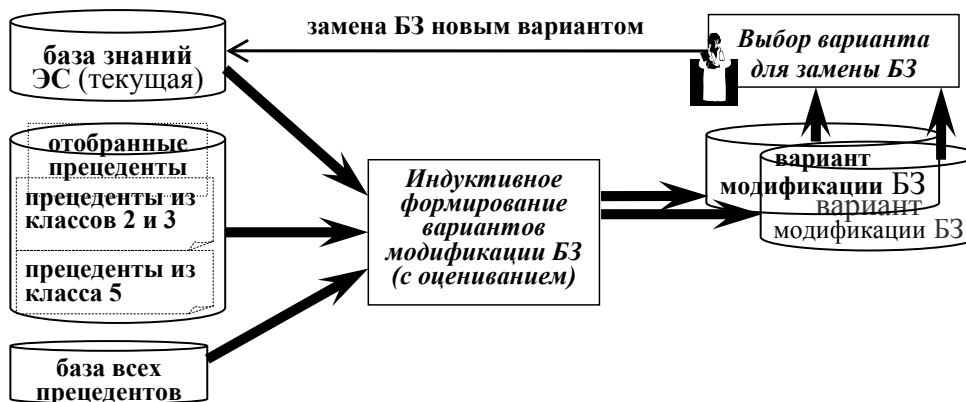 замена БЗ новым вариантом
база знаний
ЭС (текущая)
Выбор варианта
для замены БЗ
отобранные
прецеденты
прецеденты из
классов 2 и 3
прецеденты из
класса 5
база всех
прецедентов
Индуктивное
формирование
вариантов
модификации БЗ
(с оцениванием)
вариант
модификации БЗ
вариант
модификации БЗ